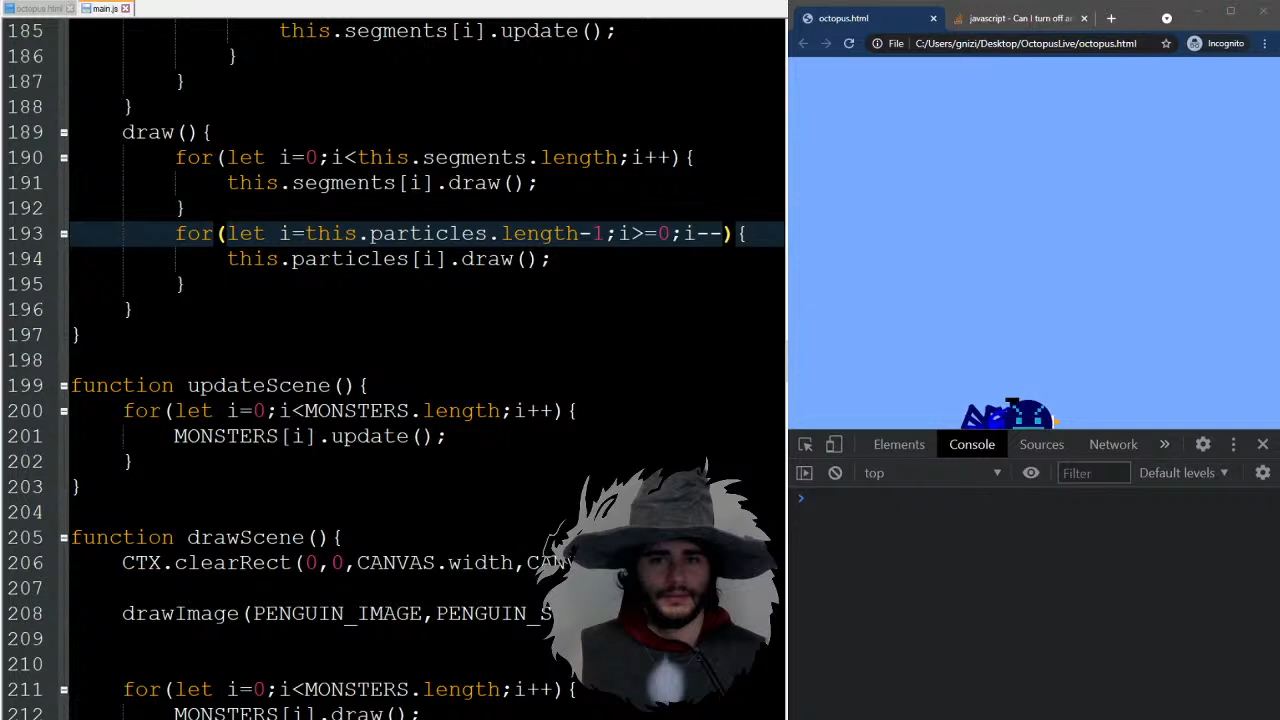 octopus.html
main.js
185 this.segments[i].update();
186 }
187 }
188 }
189 draw(){
190 for(let i=0;i<this.segments.length;i++){
191 this.segments[i].draw();
192 }
193 for(let i=this.particles.length-1;i>=0;i--){
194 this.particles[i].draw();
195 }
196 }
197 }
198
199 function updateScene(){
200 for(let i=0;i<MONSTERS.length;i++){
201 MONSTERS[i].update();
202 }
203 }
204
205 function drawScene(){
206 CTX.clearRect(0,0,CANVAS.width,
207
208 drawImage(PENGUIN_IMAGE,
209
210
211 for(let i=0;i<MONSTERS.length;i++){
212 MONSTERS[i].draw();
octopus.html
javascript - Can I turn off an
File C:/Users/gnizi/Desktop/OctopusLive/octopus.html
Incognito
Elements Console Sources Network
top Filter Default levels